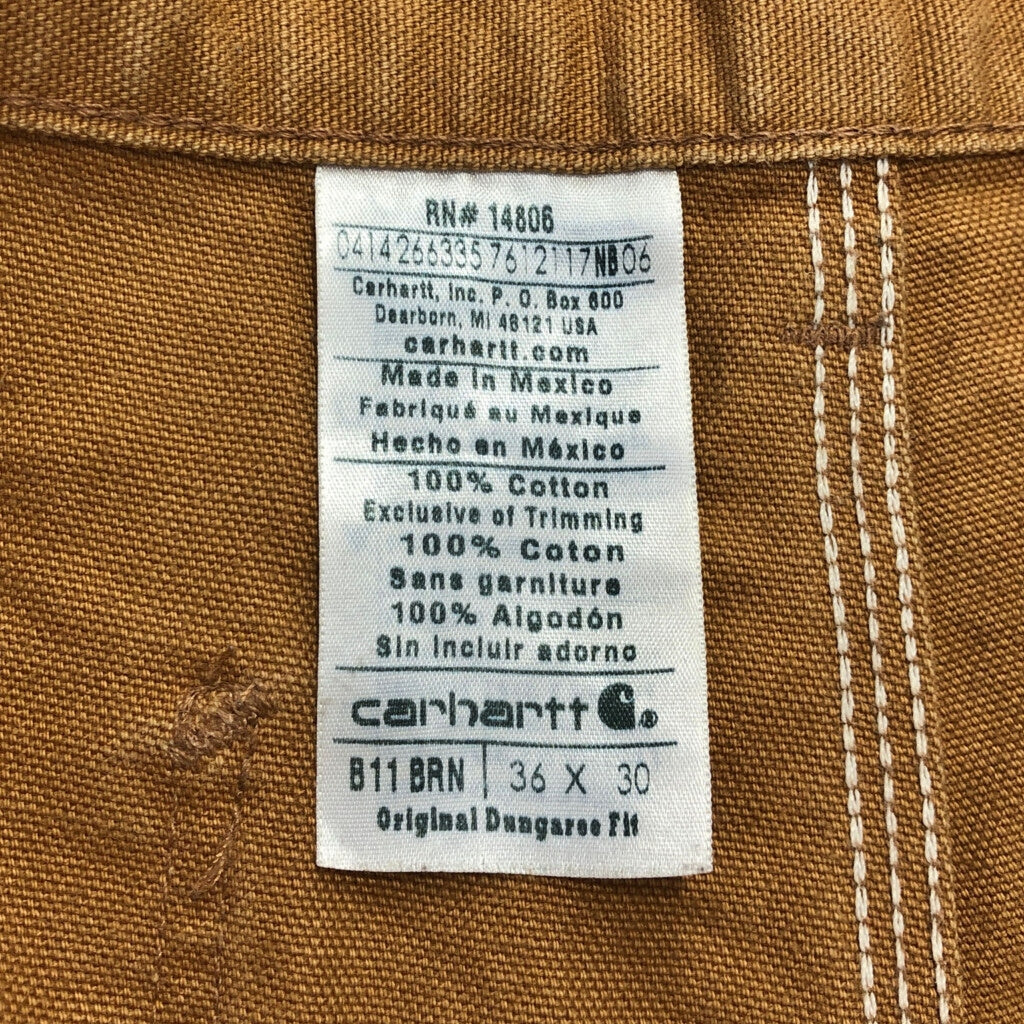 RN# 14806
0414266335 7612117NB06
Carhartt, Inc. P. O. Box 600
Dearborn, MI 48121 USA
carhartt.com
Made in Mexico
Fabriqué au Mexique
Hecho en México
100% Cotton
Exclusive of Trimming
100% Coton
Sans garniture
100% Algodón
Sin incluir adorno
carhartt ®
B11 BRN | 36 X 30
Original Dungaree Fit